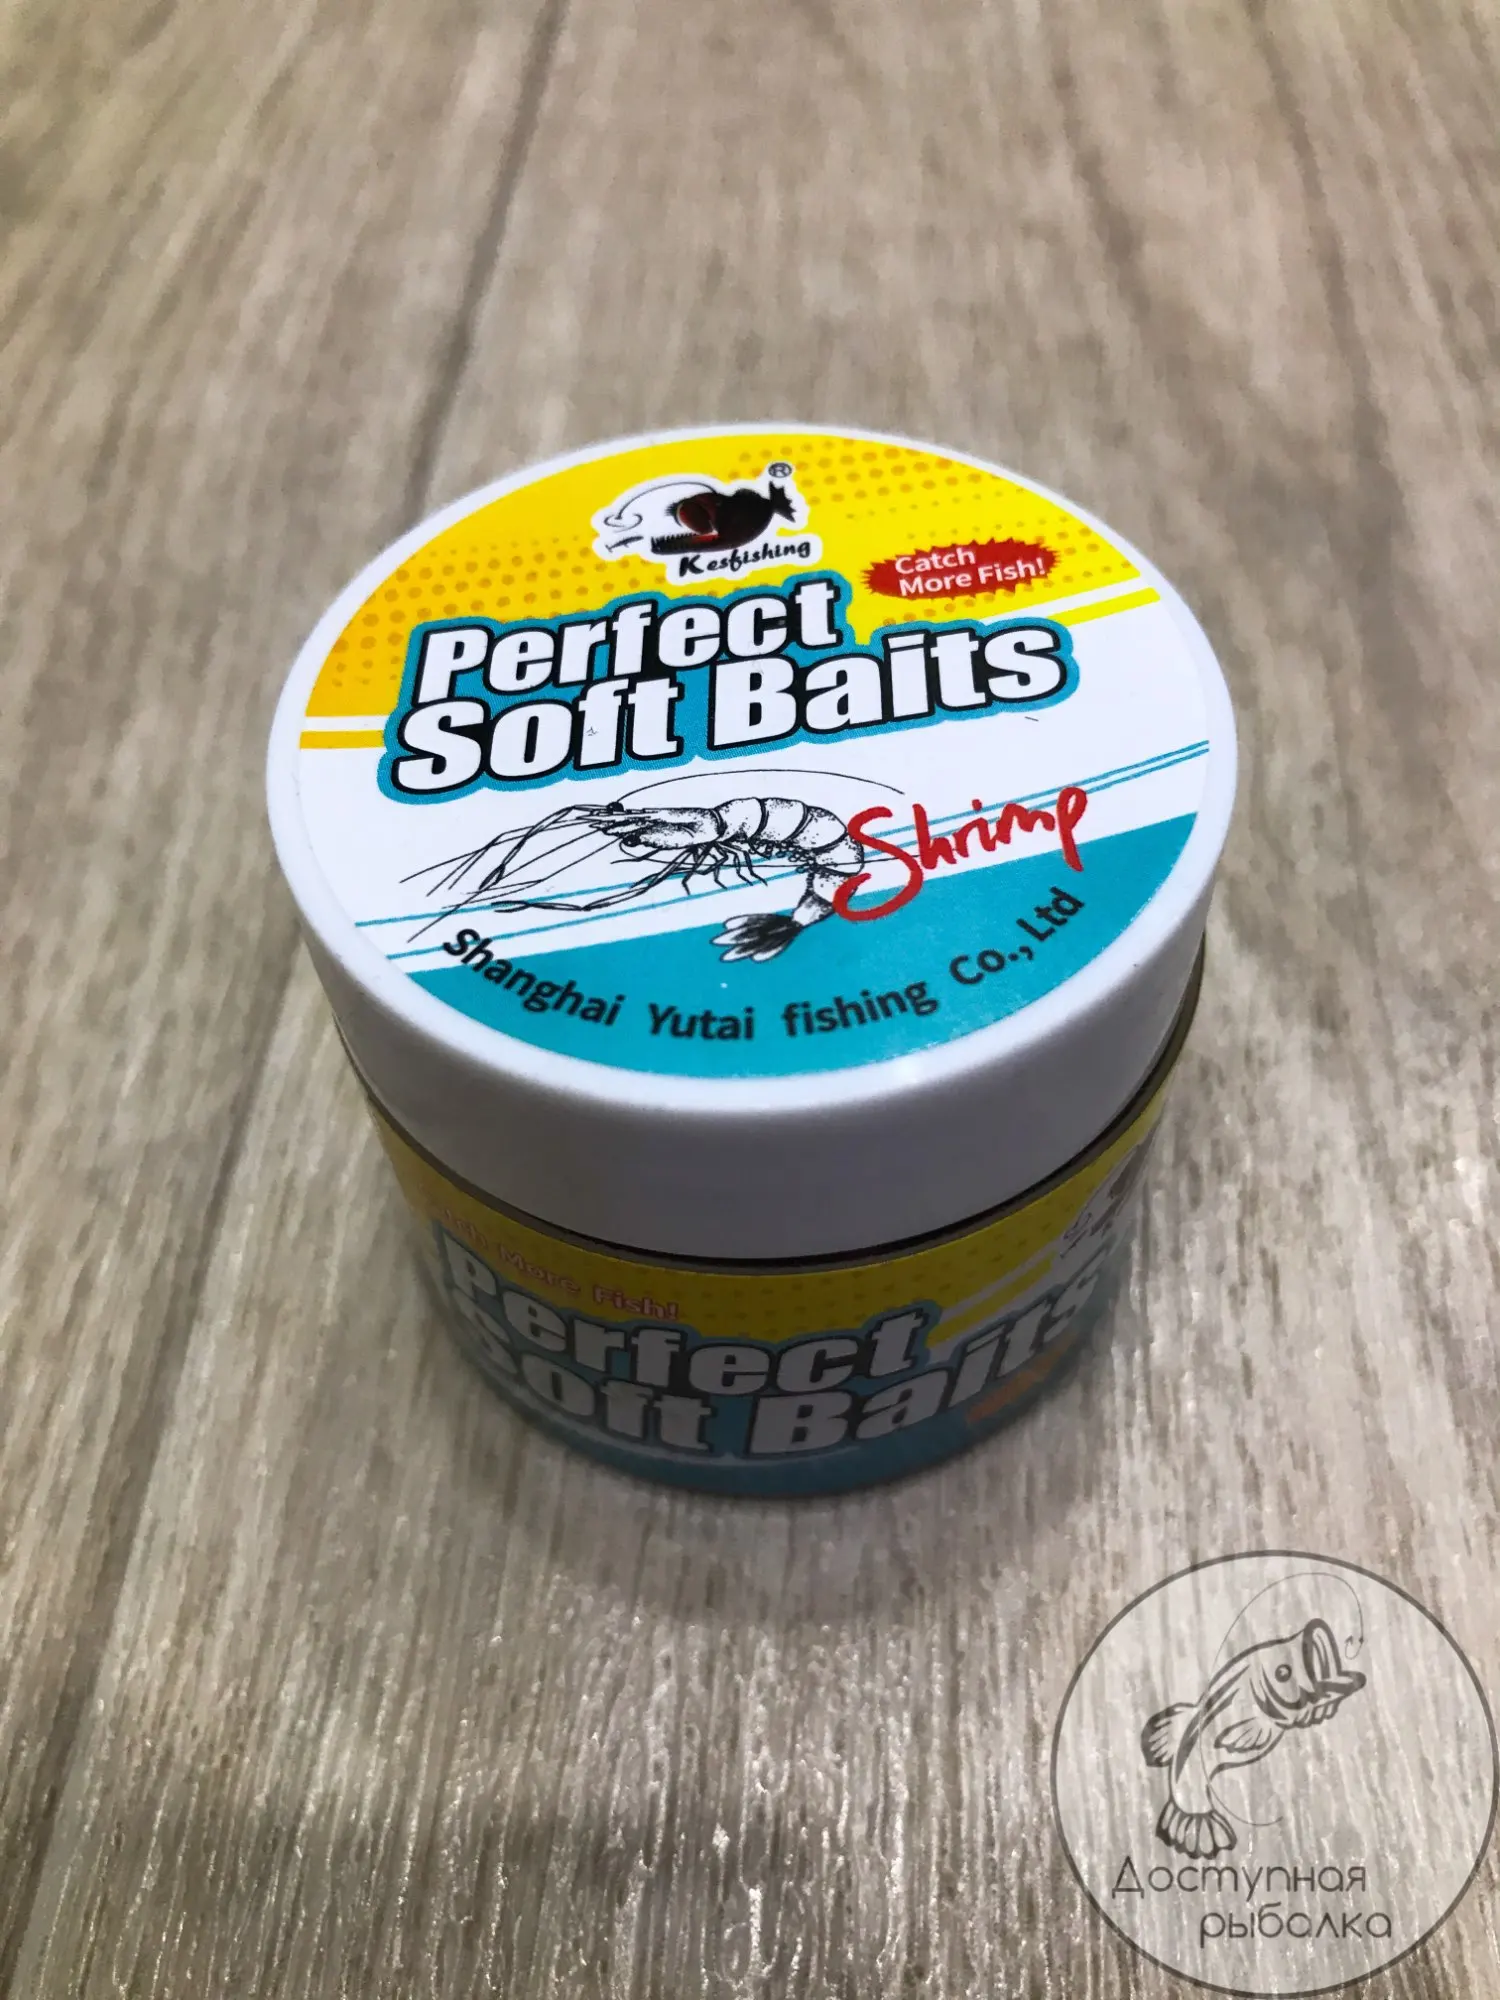 ®
Kesfishing
Catch
More Fish!
Perfect
Soft Baits
Shrimp
Shanghai Yutai fishing Co., Ltd
More Fish!
Perfect
Soft Baits
Доступная
рыбалка